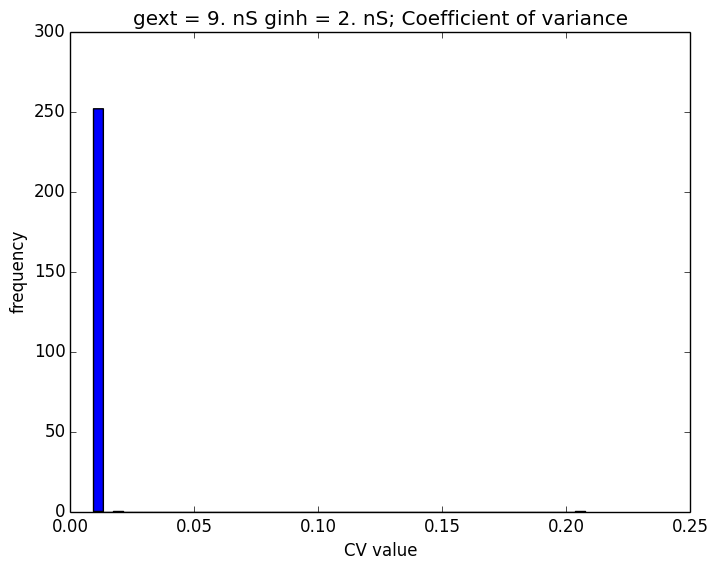 gext = 9. nS ginh = 2. nS; Coefficient of variance
300
250
200
150
100
50
0
frequency
0.00 0.05 0.10 0.15 0.20 0.25
CV value